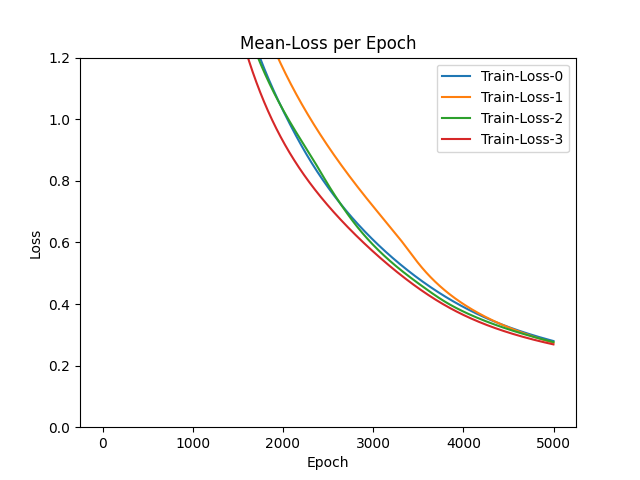 Mean-Loss per Epoch
1.2
1.0
0.8
0.6
0.4
0.2
0.0
Loss
Train-Loss-0
Train-Loss-1
Train-Loss-2
Train-Loss-3
0 1000 2000 3000 4000 5000
Epoch